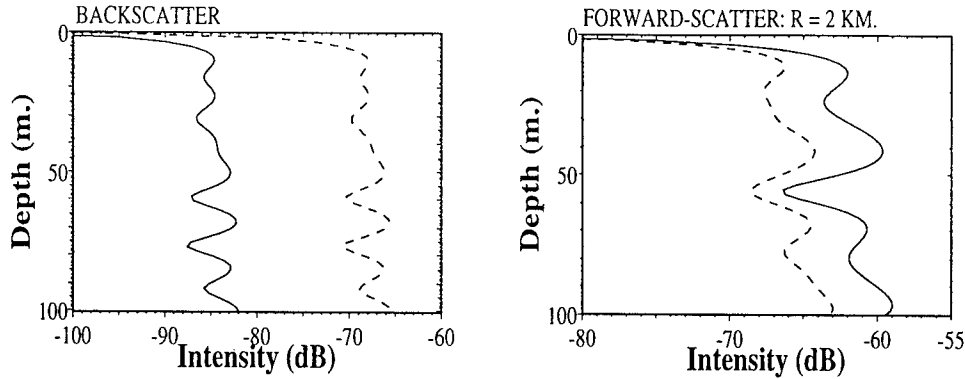 BACKSCATTER
0
50
100
Depth (m.)
-100
-90
-80
-70
-60
Intensity (dB)
FORWARD-SCATTER: R = 2 KM.
0
50
100
Depth (m.)
-80
-70
-60
-55
Intensity (dB)